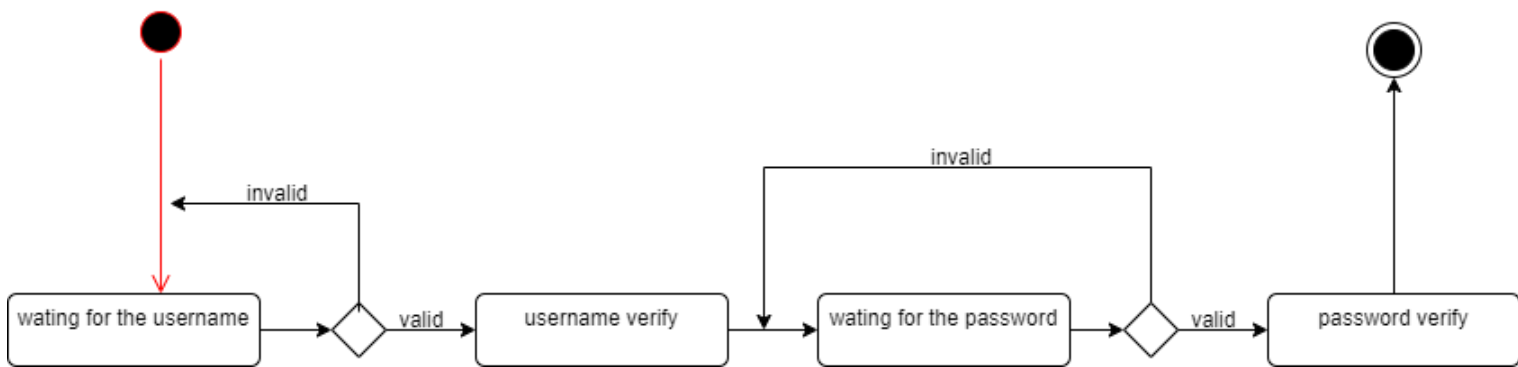 invalid
invalid
wating for the username
valid
username verify
wating for the password
valid
password verify